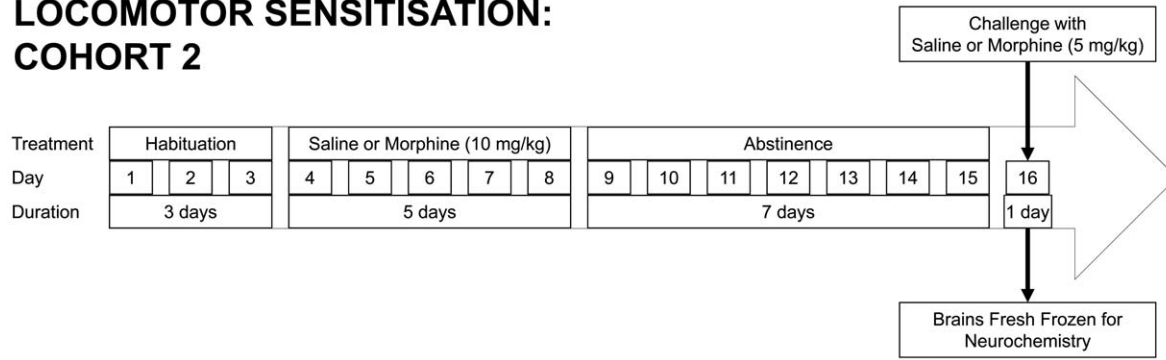 LOCOMOTOR SENSITISATION:
COHORT 2
Challenge with
Saline or Morphine (5 mg/kg)
Treatment Habituation Saline or Morphine (10 mg/kg) Abstinence
Day 1 2 3 4 5 6 7 8 9 10 11 12 13 14 15 16
Duration 3 days 5 days 7 days 1 day
Brains Fresh Frozen for
Neurochemistry